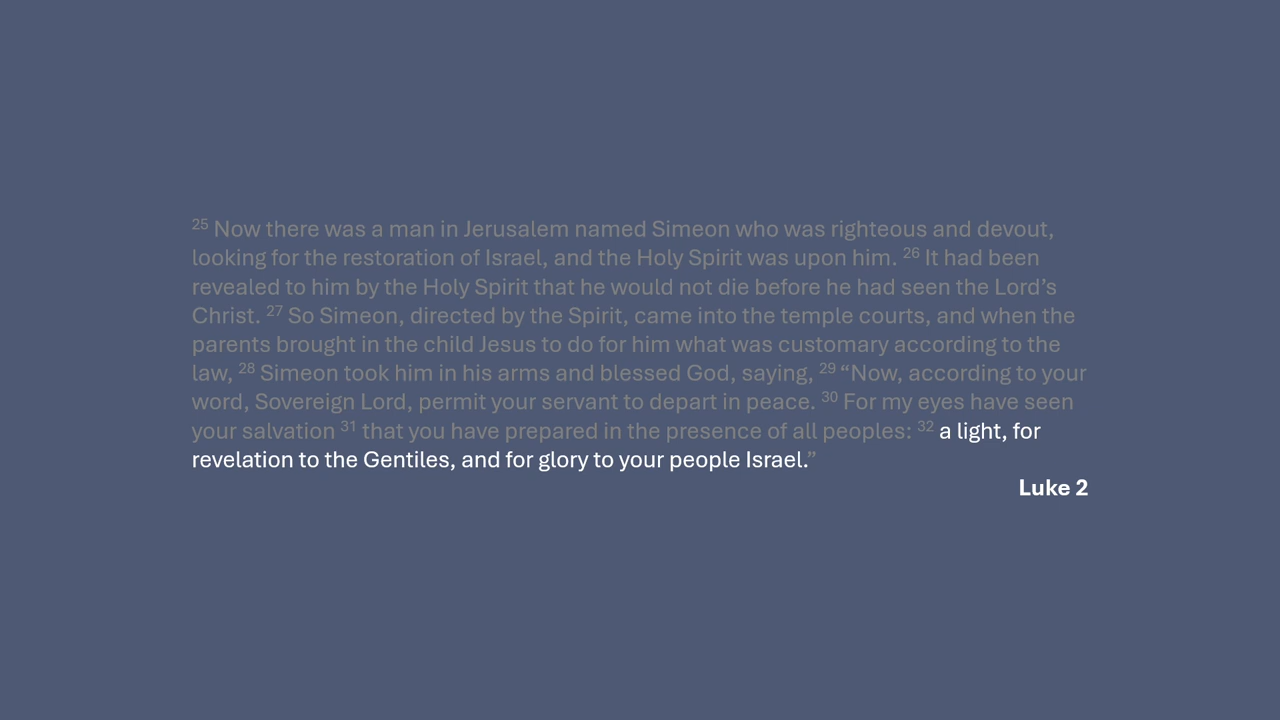 25 Now there was a man in Jerusalem named Simeon who was righteous and devout,
looking for the restoration of Israel, and the Holy Spirit was upon him. 26 It had been
revealed to him by the Holy Spirit that he would not die before he had seen the Lord’s
Christ. 27 So Simeon, directed by the Spirit, came into the temple courts, and when the
parents brought in the child Jesus to do for him what was customary according to the
law, 28 Simeon took him in his arms and blessed God, saying, 29 “Now, according to your
word, Sovereign Lord, permit your servant to depart in peace. 30 For my eyes have seen
your salvation 31 that you have prepared in the presence of all peoples: 32 a light, for
revelation to the Gentiles, and for glory to your people Israel.”
Luke 2